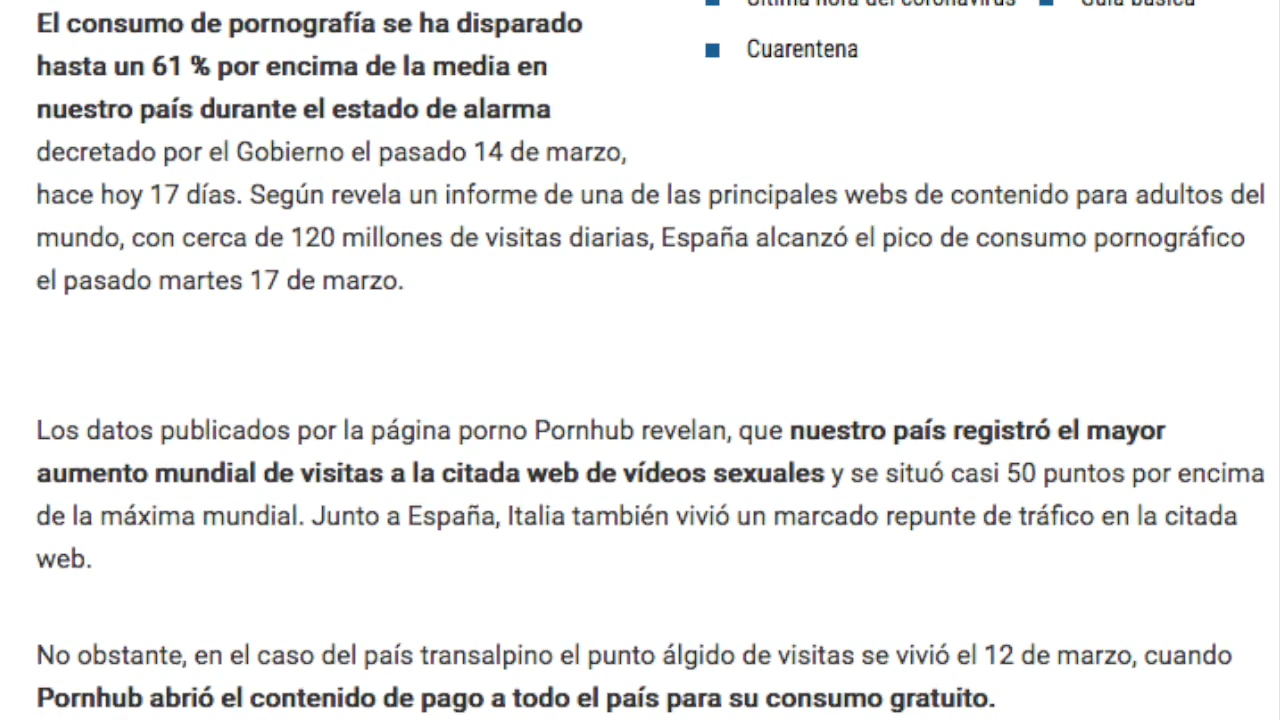 El consumo de pornografía se ha disparado
hasta un 61 % por encima de la media en
nuestro país durante el estado de alarma
decretado por el Gobierno el pasado 14 de marzo,
Última hora del coronavirus
Guía básica
Cuarentena
hace hoy 17 días. Según revela un informe de una de las principales webs de contenido para adultos del
mundo, con cerca de 120 millones de visitas diarias, España alcanzó el pico de consumo pornográfico
el pasado martes 17 de marzo.
Los datos publicados por la página porno Pornhub revelan, que nuestro país registró el mayor
aumento mundial de visitas a la citada web de vídeos sexuales y se situó casi 50 puntos por encima
de la máxima mundial. Junto a España, Italia también vivió un marcado repunte de tráfico en la citada
web.
No obstante, en el caso del país transalpino el punto álgido de visitas se vivió el 12 de marzo, cuando
Pornhub abrió el contenido de pago a todo el país para su consumo gratuito.